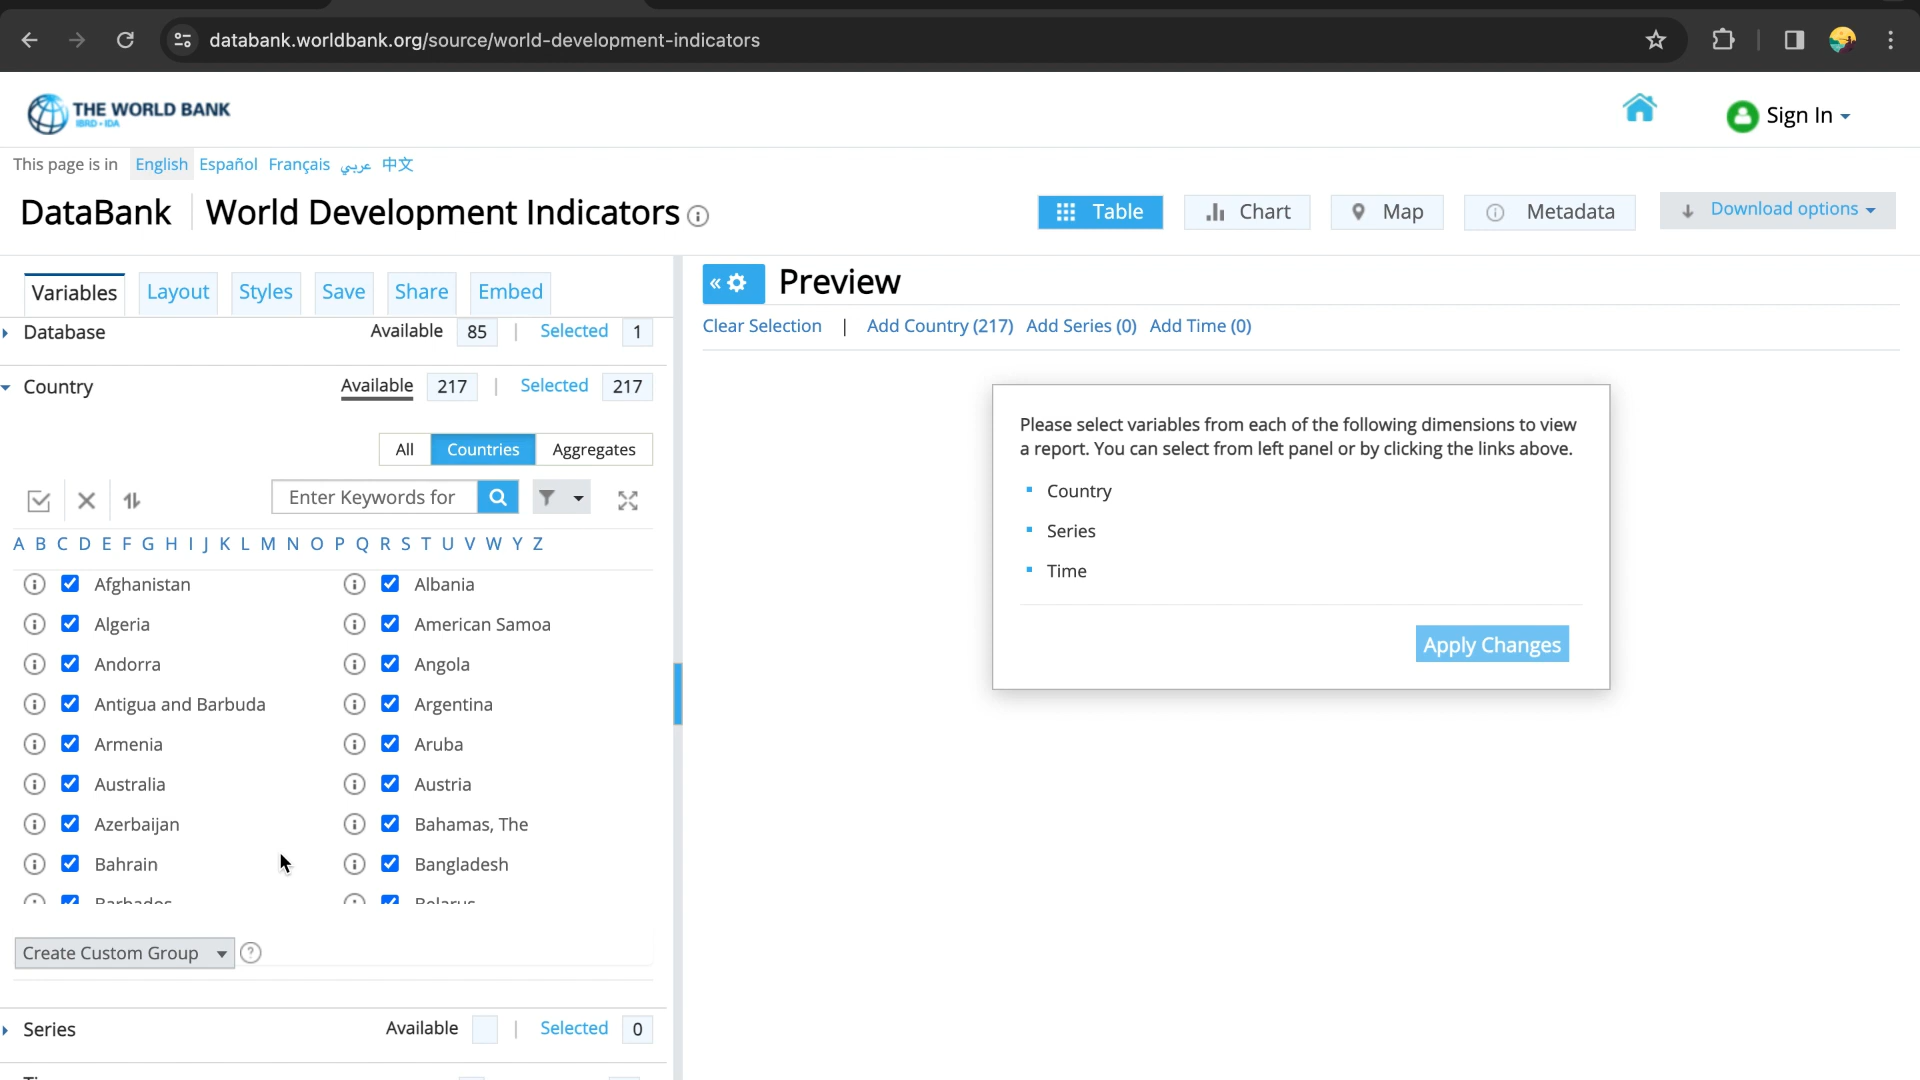 databank.worldbank.org/source/world-development-indicators
THE WORLD BANK
IBRD • IDA
Sign In
This page is in English Español Français عربي 中文
DataBank World Development Indicators
Table Chart Map Metadata Download options
Variables Layout Styles Save Share Embed
« Preview
Database Available 85 | Selected 1
Clear Selection | Add Country (217) Add Series (0) Add Time (0)
Country Available 217 | Selected 217
All Countries Aggregates
Enter Keywords for
A B C D E F G H I J K L M N O P Q R S T U V W Y Z
Afghanistan Albania
Algeria American Samoa
Andorra Angola
Antigua and Barbuda Argentina
Armenia Aruba
Australia Austria
Azerbaijan Bahamas, The
Bahrain Bangladesh
Barbados Belarus
Create Custom Group ?
Series Available | Selected 0
Please select variables from each of the following dimensions to view
a report. You can select from left panel or by clicking the links above.
Country
Series
Time
Apply Changes